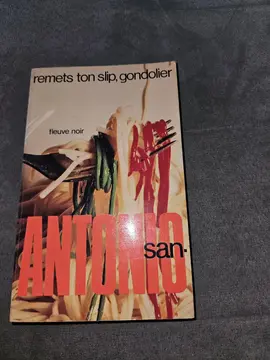 remets ton slip, gondolier
fleuve noir
san-
ANTONIO